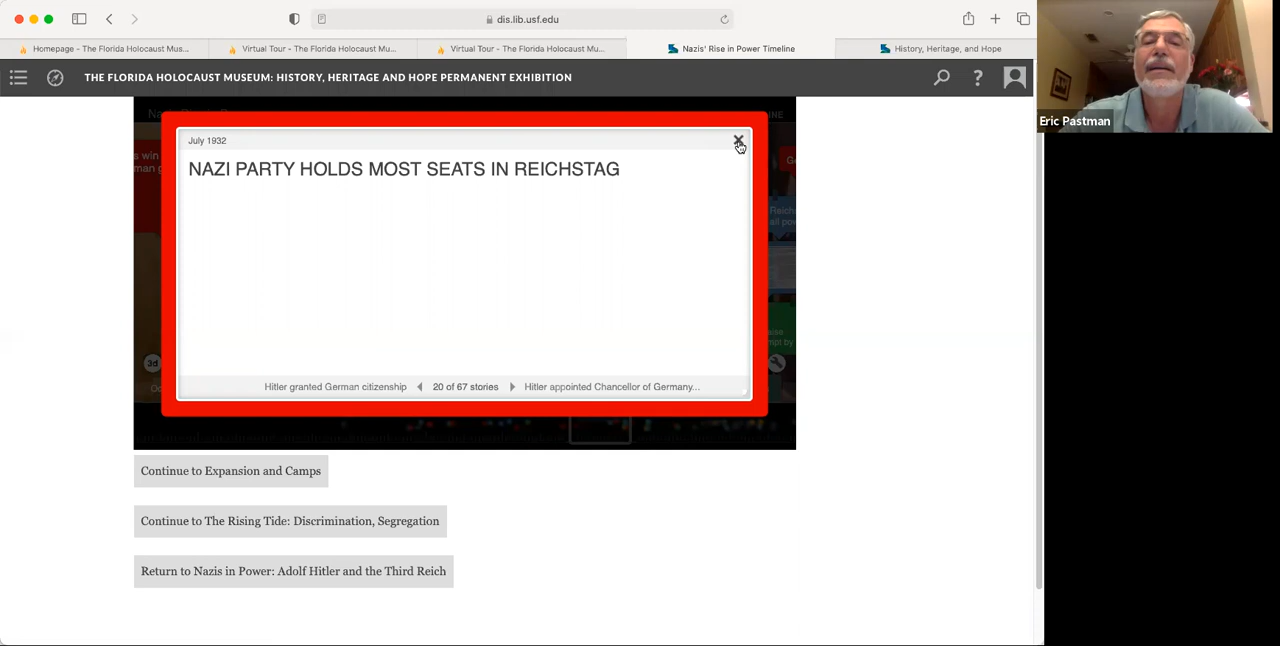 dis.lib.usf.edu
Homepage - The Florida Holocaust Mus...
Virtual Tour - The Florida Holocaust Mu...
Virtual Tour - The Florida Holocaust Mu...
Nazis' Rise in Power Timeline
History, Heritage, and Hope
THE FLORIDA HOLOCAUST MUSEUM: HISTORY, HERITAGE AND HOPE PERMANENT EXHIBITION
?
Eric Pastman
July 1932
NAZI PARTY HOLDS MOST SEATS IN REICHSTAG
3d
Hitler granted German citizenship 20 of 67 stories Hitler appointed Chancellor of Germany...
Continue to Expansion and Camps
Continue to The Rising Tide: Discrimination, Segregation
Return to Nazis in Power: Adolf Hitler and the Third Reich